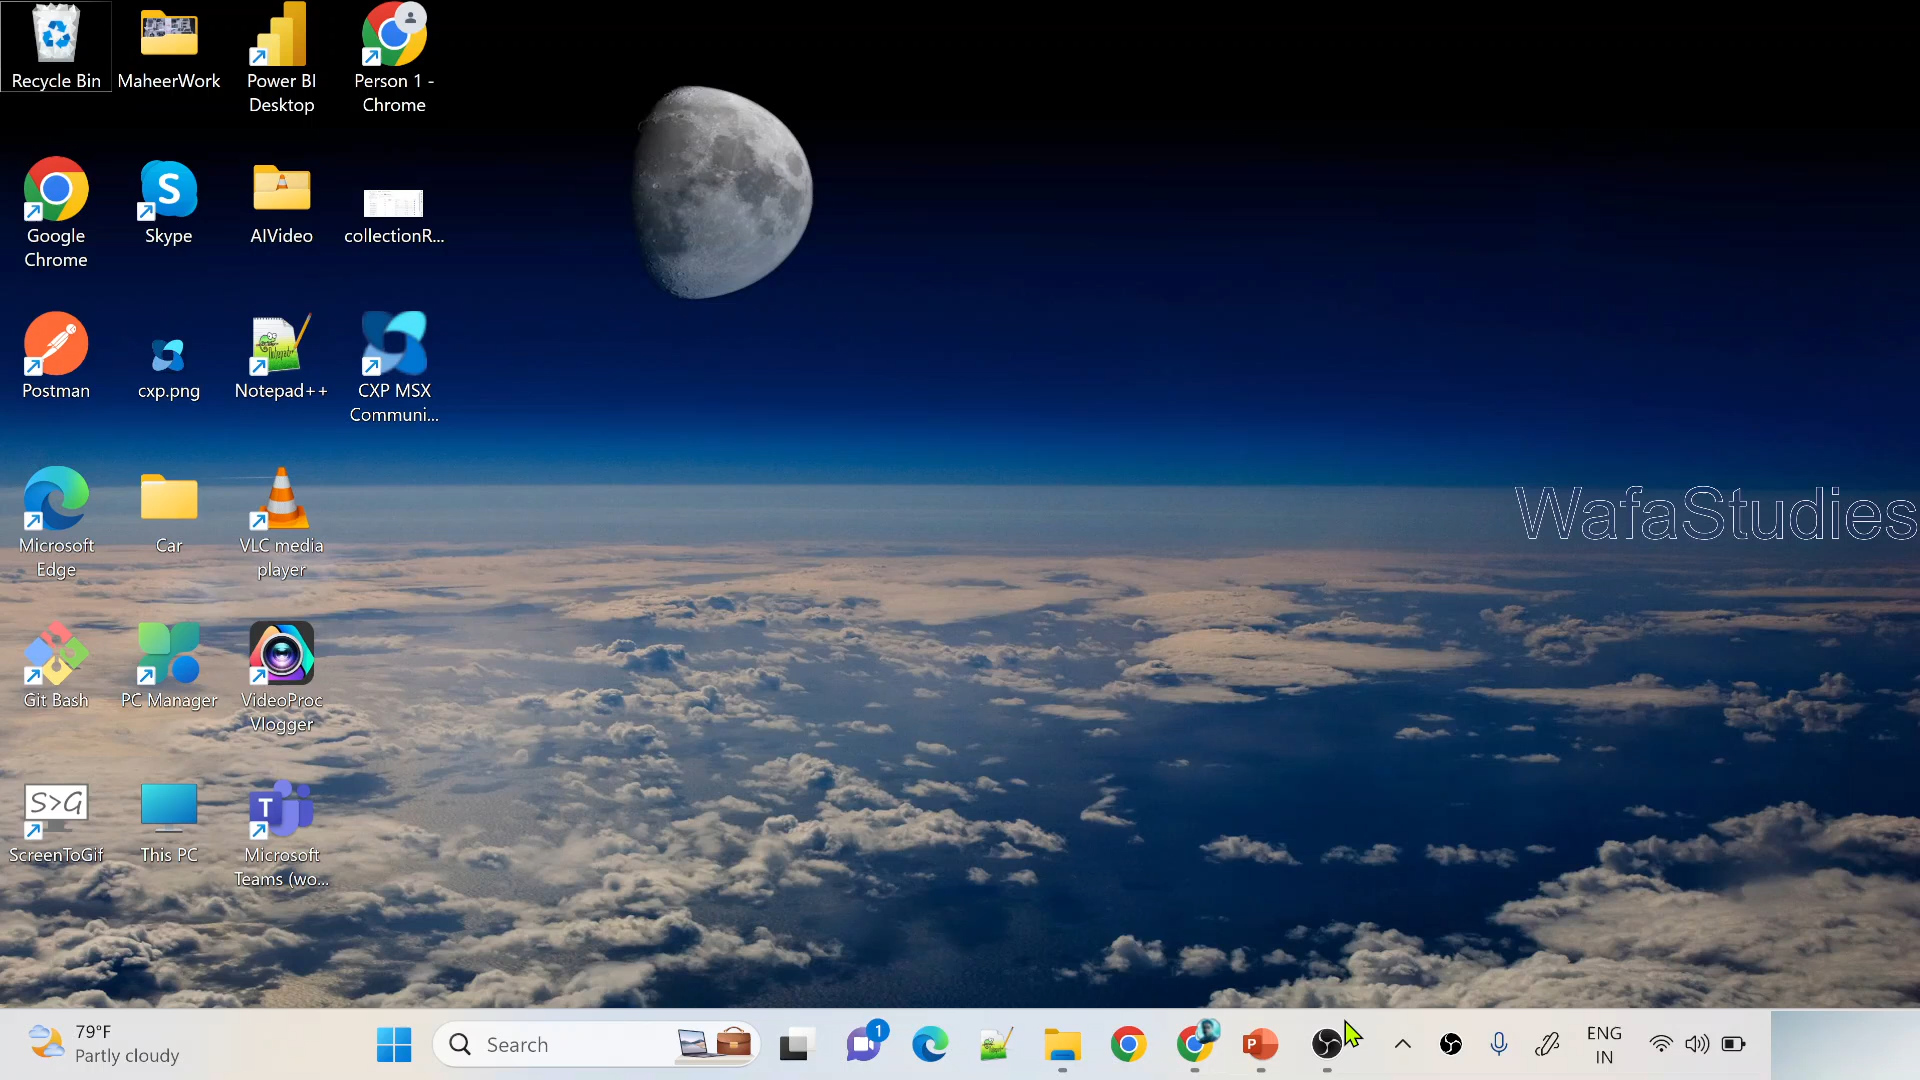 Recycle Bin
MaheerWork
Power BI
Desktop
Person 1 -
Chrome
Google
Chrome
Skype
AIVideo
collectionR...
Postman
cxp.png
Notepad++
CXP MSX
Communi...
Microsoft
Edge
Car
VLC media
player
Git Bash
PC Manager
VideoProc
Vlogger
S>G
ScreenToGif
This PC
T
Microsoft
Teams (wo...
WafaStudies
79°F
Partly cloudy
Search
1
P
ENG
IN